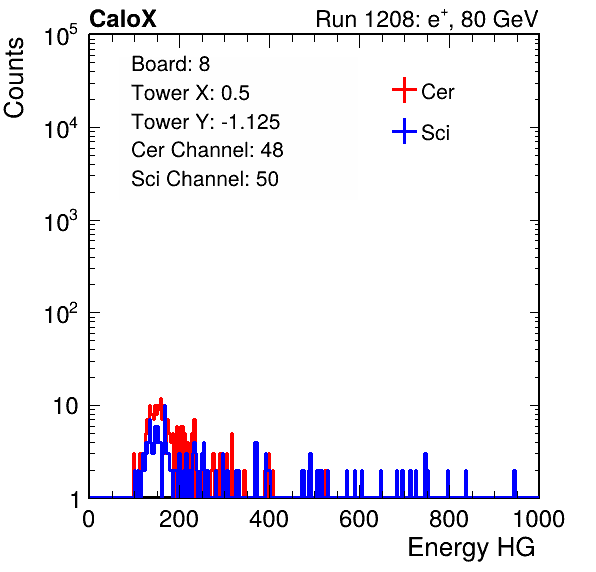 CaloX Run 1208: e⁺, 80 GeV
Counts
Board: 8
Tower X: 0.5
Tower Y: -1.125
Cer Channel: 48
Sci Channel: 50
Cer
Sci
10⁵
10⁴
10³
10²
10
1
0 200 400 600 800 1000
Energy HG